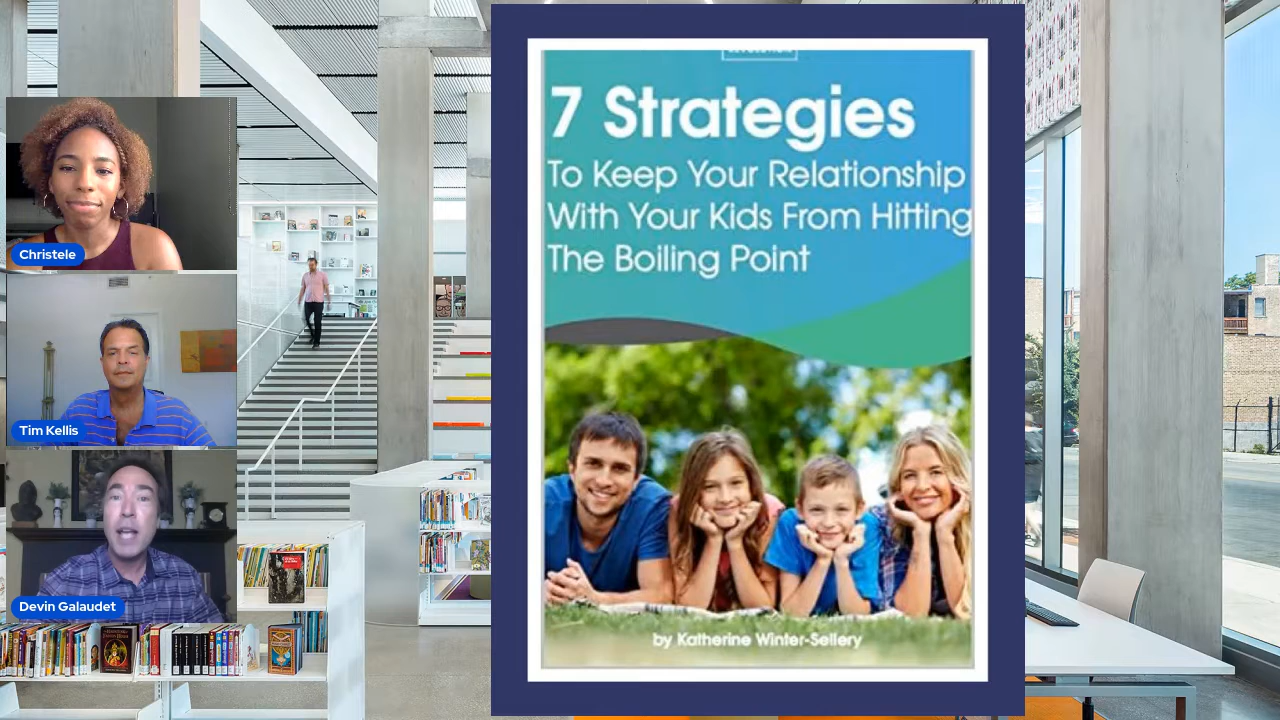 7 Strategies
To Keep Your Relationship
With Your Kids From Hitting
The Boiling Point
by Katherine Winter-Sellery
Christele
Tim Kellis
Devin Galaudet